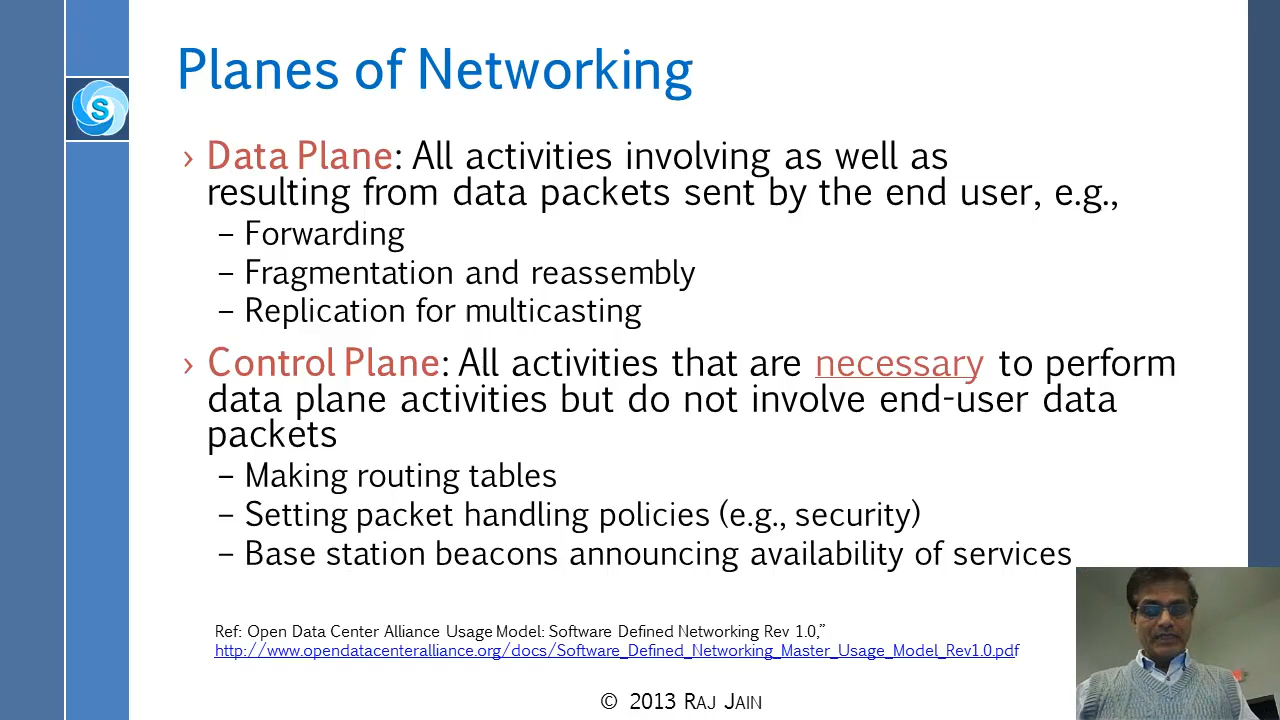 Planes of Networking
S
› Data Plane: All activities involving as well as
resulting from data packets sent by the end user, e.g.,
– Forwarding
– Fragmentation and reassembly
– Replication for multicasting
› Control Plane: All activities that are necessary to perform
data plane activities but do not involve end-user data
packets
– Making routing tables
– Setting packet handling policies (e.g., security)
– Base station beacons announcing availability of services
Ref: Open Data Center Alliance Usage Model: Software Defined Networking Rev 1.0,”
http://www.opendatacenteralliance.org/docs/Software_Defined_Networking_Master_Usage_Model_Rev1.0.pdf
© 2013 RAJ JAIN